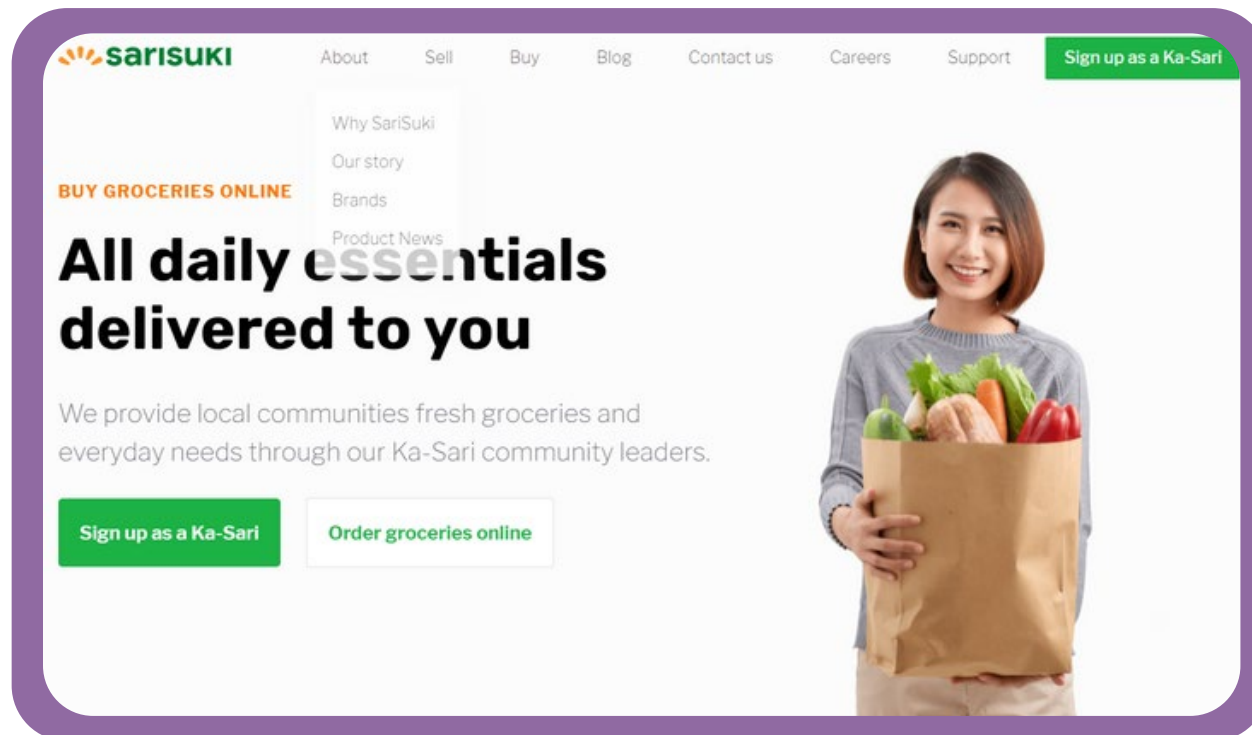 sarisuki
About Sell Buy Blog Contact us Careers Support Sign up as a Ka-Sari
Why SariSuki
Our story
Brands
Product News
BUY GROCERIES ONLINE
All daily essentials
delivered to you
We provide local communities fresh groceries and
everyday needs through our Ka-Sari community leaders.
Sign up as a Ka-Sari Order groceries online